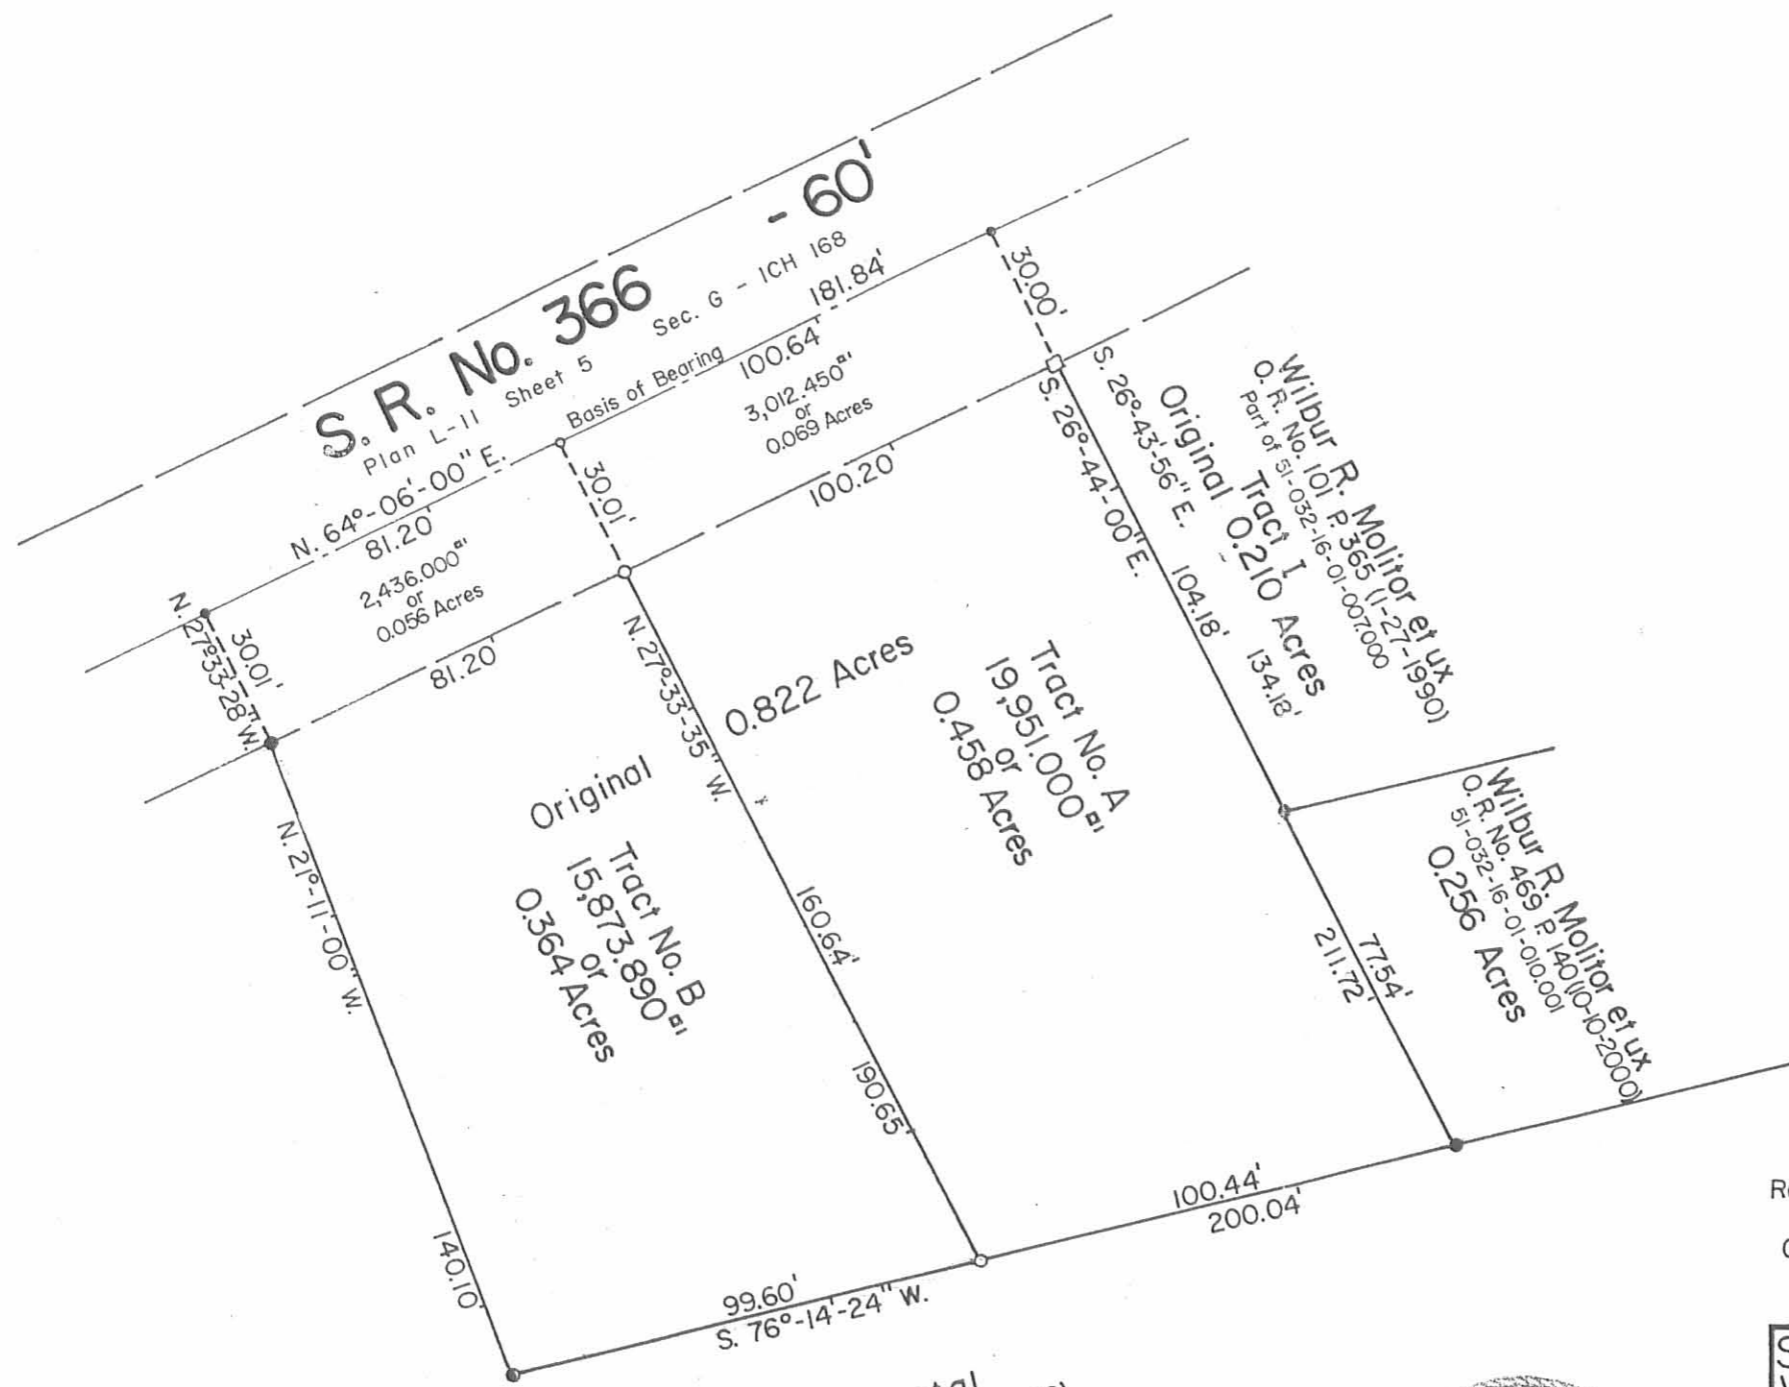 S. R. No. 366 - 60'
Plan L-11 Sheet 5 Sec. G - ICH 168
N. 64°-06'-00" E. Basis of Bearing 181.84'
81.20'
100.64'
2,436.000□'
or
0.056 Acres
3,012.450□'
or
0.069 Acres
30.00'
30.01'
30.01'
N. 27°-33'-28" W.
81.20'
100.20'
S. 26°-44'-00" E.
S. 26°-43'-56" E.
104.18'
134.18'
Original Tract I
0.210 Acres
Wilbur R. Molitor et ux
O. R. No. 101 P. 365 (1-27-1990)
Part of 51-032-16-01-007.000
N. 27°-33'-35" W.
0.822 Acres
Original
Tract No. A
19,951.000□'
or
0.458 Acres
Tract No. B
15,873.890□'
or
0.364 Acres
160.64'
190.65'
N. 21°-11'-00" W.
140.10'
Wilbur R. Molitor et ux
O. R. No. 469 P. 140 (10-10-2000)
51-032-16-01-010.001
0.256 Acres
77.54'
211.72'
100.44'
200.04'
99.60'
S. 76°-14'-24" W.